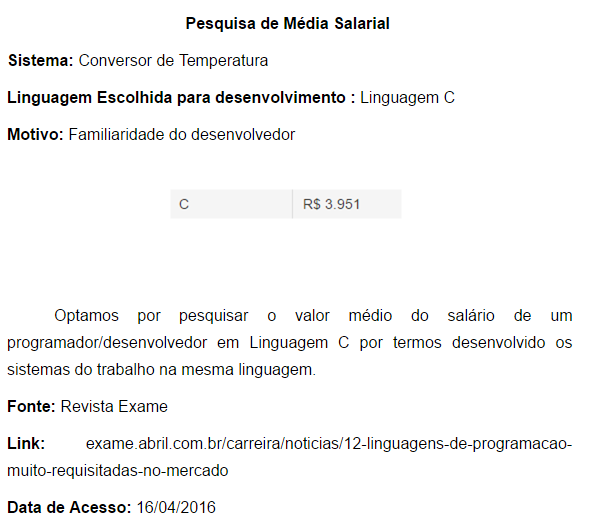 Pesquisa de Média Salarial
Sistema: Conversor de Temperatura
Linguagem Escolhida para desenvolvimento : Linguagem C
Motivo: Familiaridade do desenvolvedor
C R$ 3.951
Optamos por pesquisar o valor médio do salário de um
programador/desenvolvedor em Linguagem C por termos desenvolvido os
sistemas do trabalho na mesma linguagem.
Fonte: Revista Exame
Link: exame.abril.com.br/carreira/noticias/12-linguagens-de-programacao-
muito-requisitadas-no-mercado
Data de Acesso: 16/04/2016